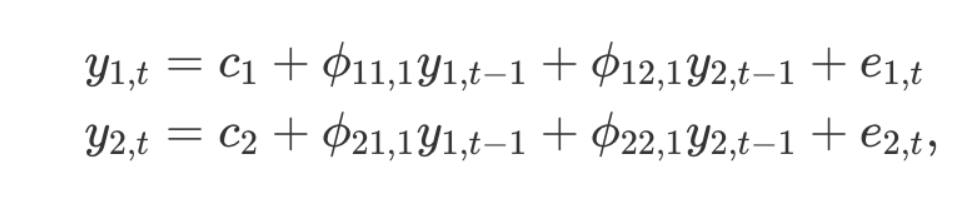 $y_{1,t} = c_1 + \phi_{11,1}y_{1,t-1} + \phi_{12,1}y_{2,t-1} + e_{1,t}$
$y_{2,t} = c_2 + \phi_{21,1}y_{1,t-1} + \phi_{22,1}y_{2,t-1} + e_{2,t},$